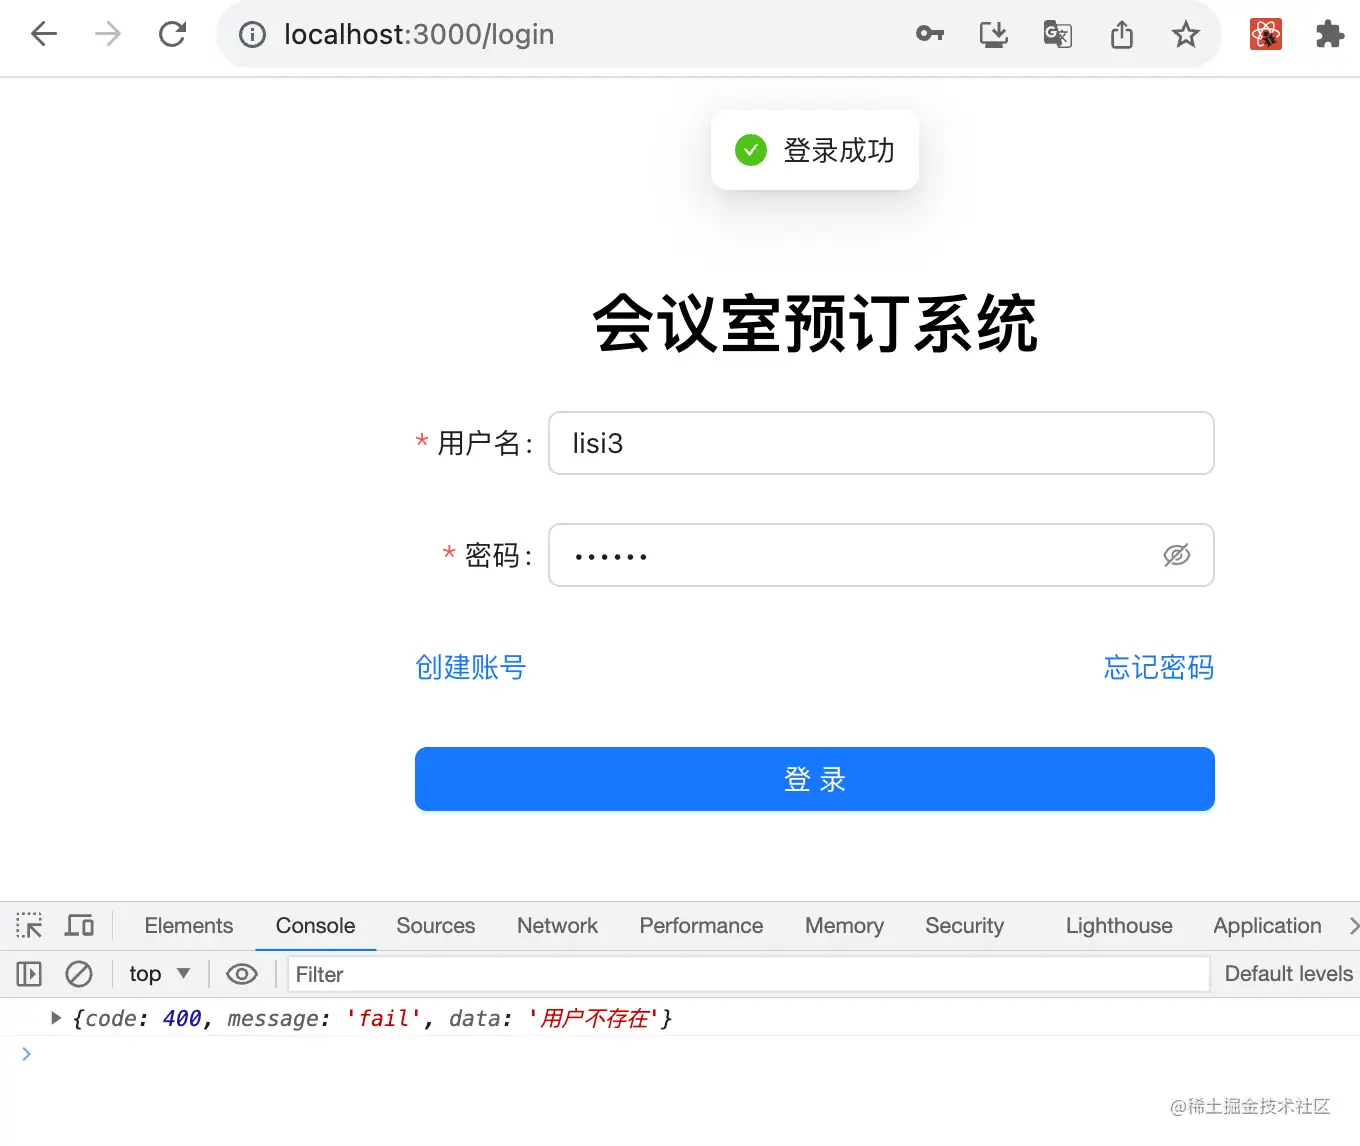 localhost:3000/login
登录成功
会议室预订系统
* 用户名:
lisi3
* 密码:
••••••
创建账号
忘记密码
登 录
Elements Console Sources Network Performance Memory Security Lighthouse Application
top Filter Default levels
{code: 400, message: 'fail', data: '用户不存在'}
@稀土掘金技术社区